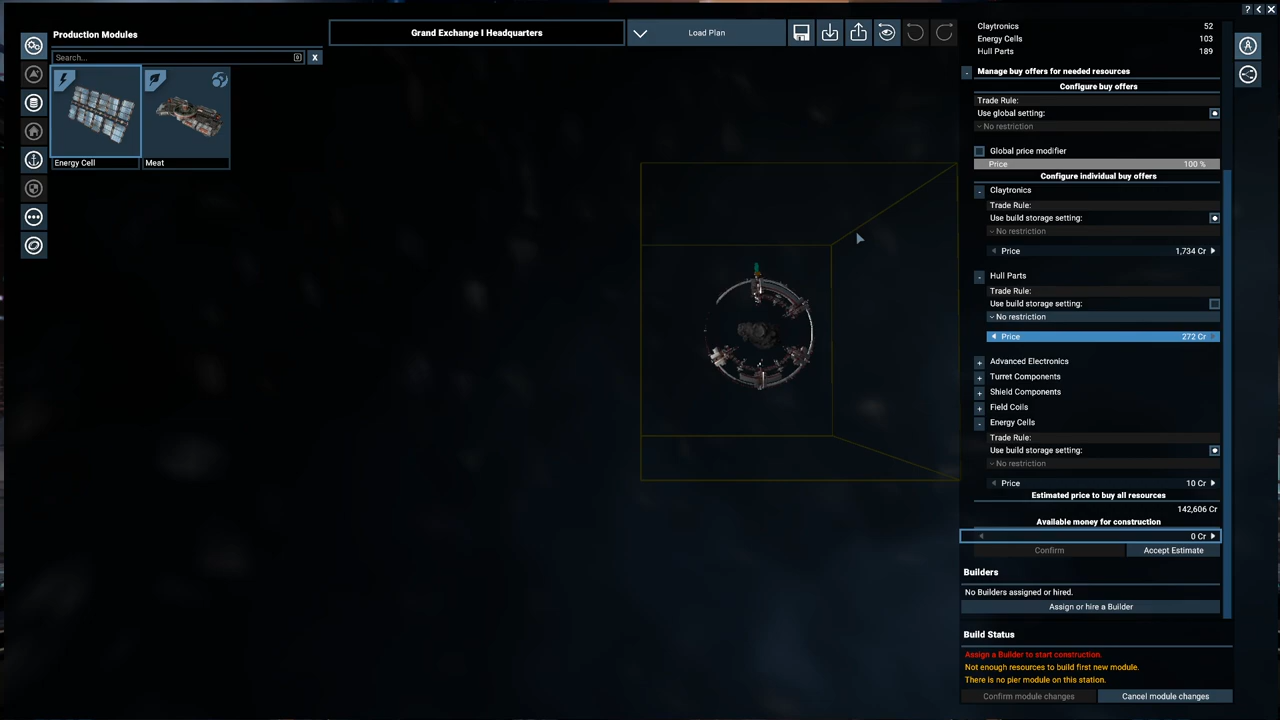 Production Modules
Search...
x
Energy Cell
Meat
Grand Exchange I Headquarters
Load Plan
?
Claytronics 52
Energy Cells 103
Hull Parts 189
- Manage buy offers for needed resources
Configure buy offers
Trade Rule:
Use global setting:
No restriction
Global price modifier
Price 100 %
Configure individual buy offers
- Claytronics
Trade Rule:
Use build storage setting:
No restriction
Price 1,734 Cr
- Hull Parts
Trade Rule:
Use build storage setting:
No restriction
Price 272 Cr
+ Advanced Electronics
+ Turret Components
+ Shield Components
+ Field Coils
- Energy Cells
Trade Rule:
Use build storage setting:
No restriction
Price 10 Cr
Estimated price to buy all resources
142,606 Cr
Available money for construction
0 Cr
Confirm Accept Estimate
Builders
No Builders assigned or hired.
Assign or hire a Builder
Build Status
Assign a Builder to start construction.
Not enough resources to build first new module.
There is no pier module on this station.
Confirm module changes Cancel module changes